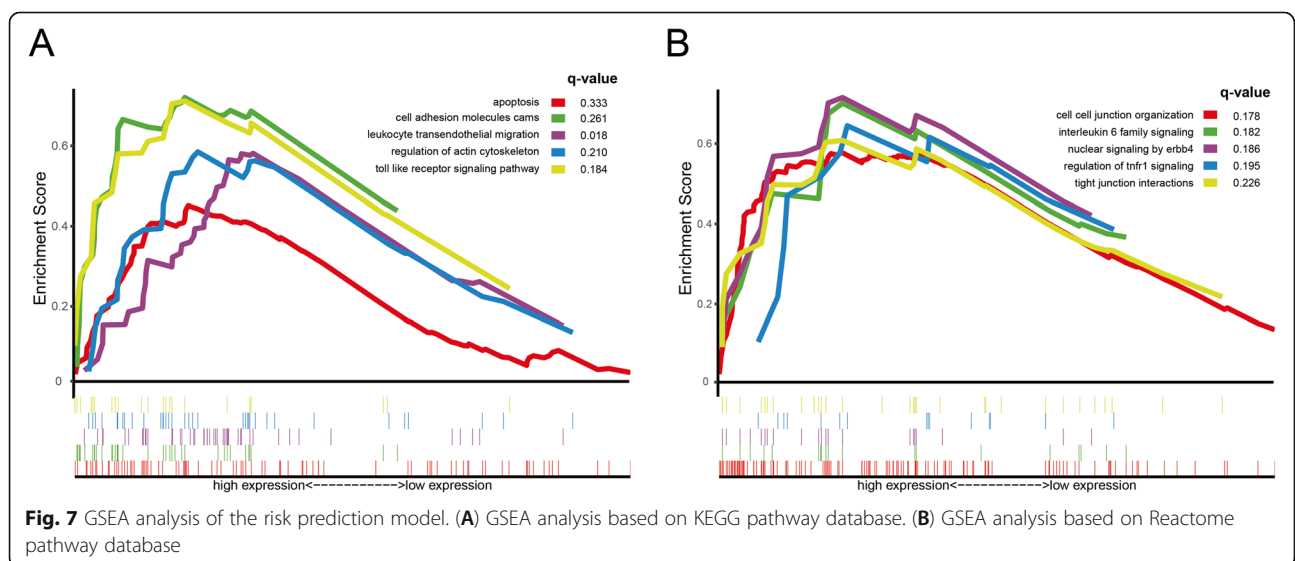 A
B
q-value
apoptosis 0.333
cell adhesion molecules cams 0.261
leukocyte transendothelial migration 0.018
regulation of actin cytoskeleton 0.210
toll like receptor signaling pathway 0.184
Enrichment Score
0.6
0.4
0.2
0
high expression<------------->low expression
q-value
cell cell junction organization 0.178
interleukin 6 family signaling 0.182
nuclear signaling by erbb4 0.186
regulation of tnfr1 signaling 0.195
tight junction interactions 0.226
Enrichment Score
0.6
0.4
0.2
0
high expression<------------->low expression
Fig. 7 GSEA analysis of the risk prediction model. (A) GSEA analysis based on KEGG pathway database. (B) GSEA analysis based on Reactome
pathway database